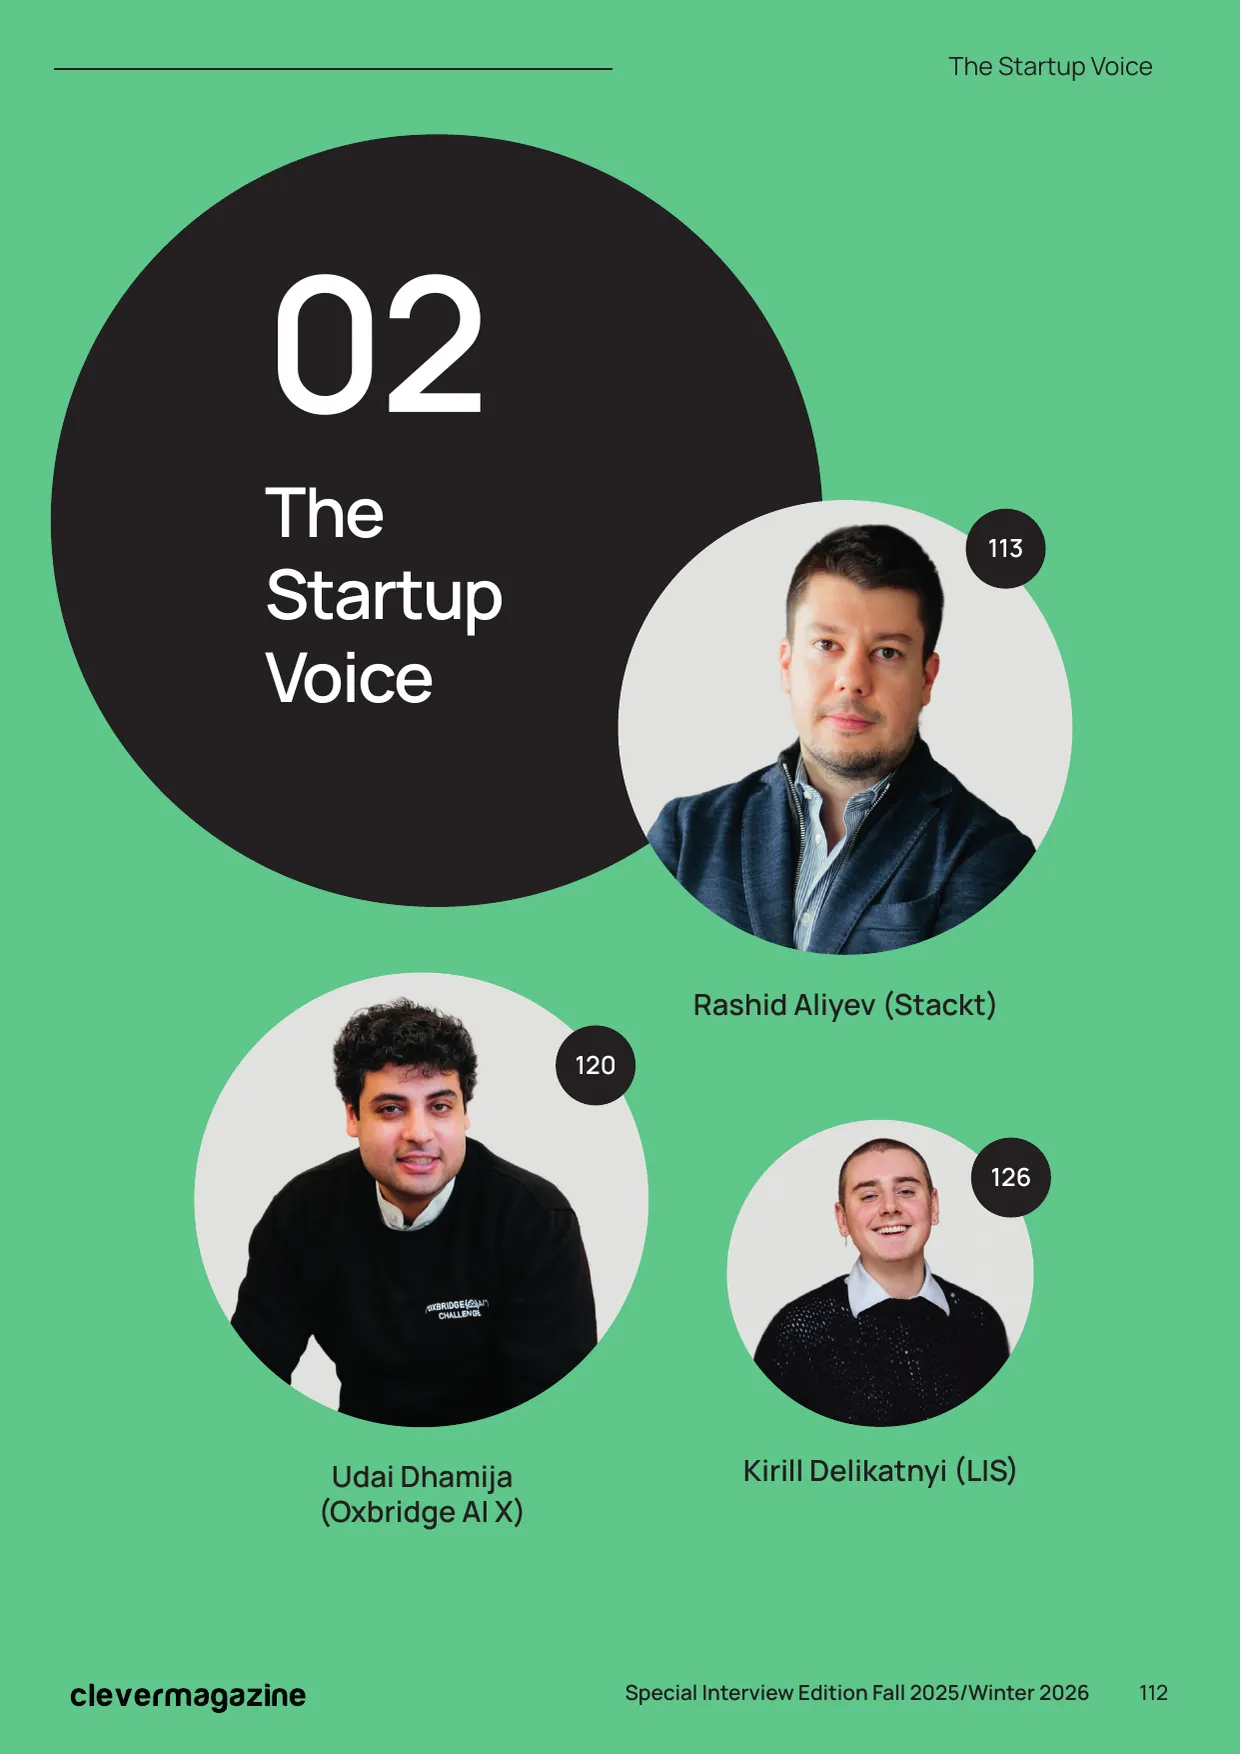 The Startup Voice
02
The
Startup
Voice
113
Rashid Aliyev (Stackt)
120
CHALLENGE
Udai Dhamija
(Oxbridge AI X)
126
Kirill Delikatnyi (LIS)
clevermagazine
Special Interview Edition Fall 2025/Winter 2026
112